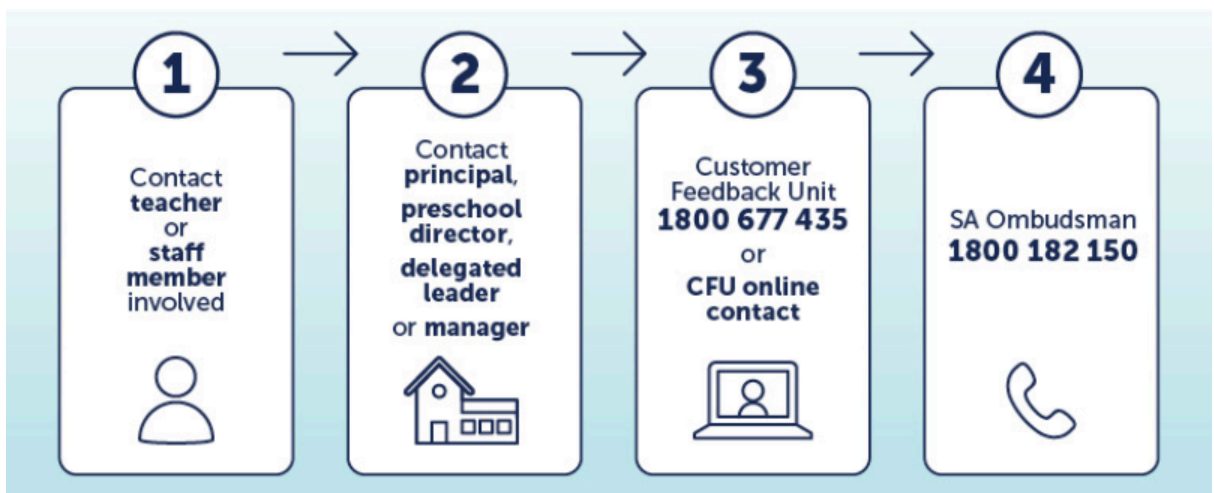 1
Contact
teacher
or
staff
member
involved
2
Contact
principal,
preschool
director,
delegated
leader
or manager
3
Customer
Feedback Unit
1800 677 435
or
CFU online
contact
4
SA Ombudsman
1800 182 150